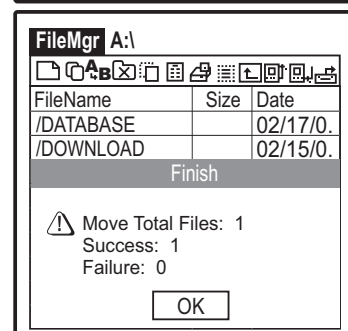 FileMgr A:\
FileName Size Date
/DATABASE 02/17/0.
/DOWNLOAD 02/15/0.
Finish
Move Total Files: 1
Success: 1
Failure: 0
OK